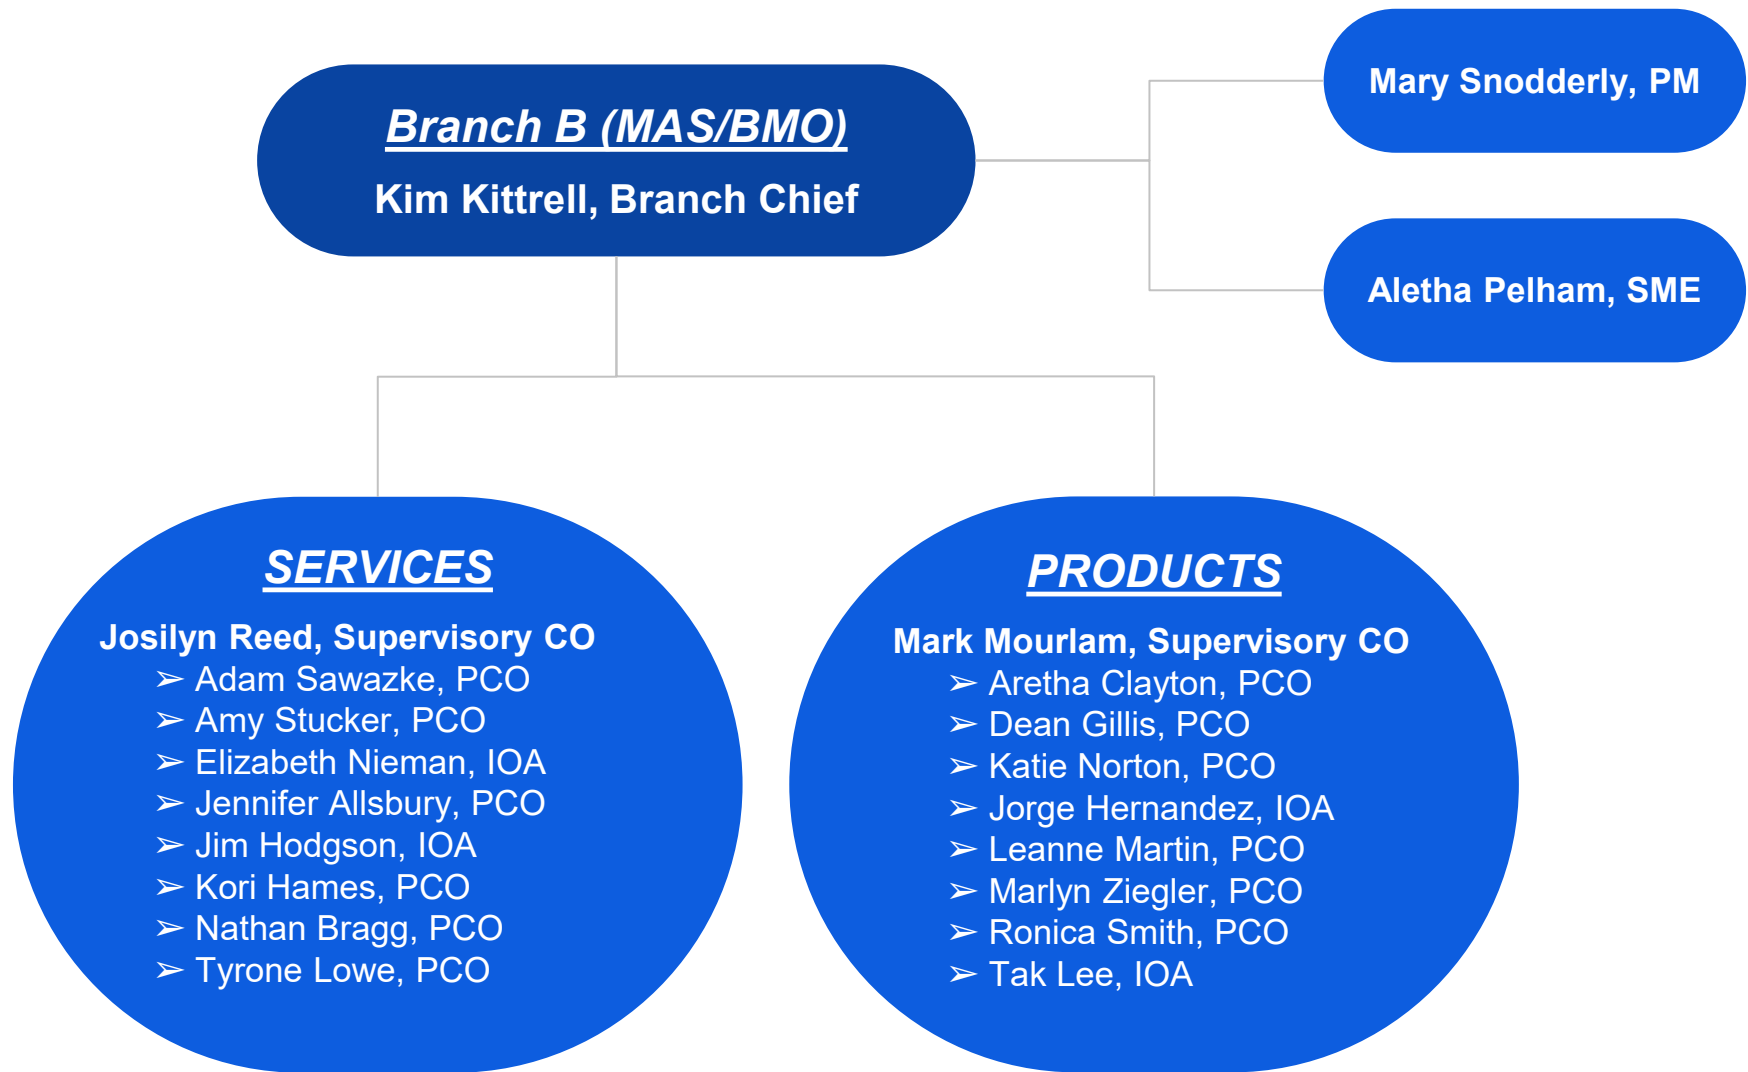 Branch B (MAS/BMO)
Kim Kittrell, Branch Chief
Mary Snodderly, PM
Aletha Pelham, SME
SERVICES
Josilyn Reed, Supervisory CO
➢ Adam Sawazke, PCO
➢ Amy Stucker, PCO
➢ Elizabeth Nieman, IOA
➢ Jennifer Allsbury, PCO
➢ Jim Hodgson, IOA
➢ Kori Hames, PCO
➢ Nathan Bragg, PCO
➢ Tyrone Lowe, PCO
PRODUCTS
Mark Mourlam, Supervisory CO
➢ Aretha Clayton, PCO
➢ Dean Gillis, PCO
➢ Katie Norton, PCO
➢ Jorge Hernandez, IOA
➢ Leanne Martin, PCO
➢ Marlyn Ziegler, PCO
➢ Ronica Smith, PCO
➢ Tak Lee, IOA